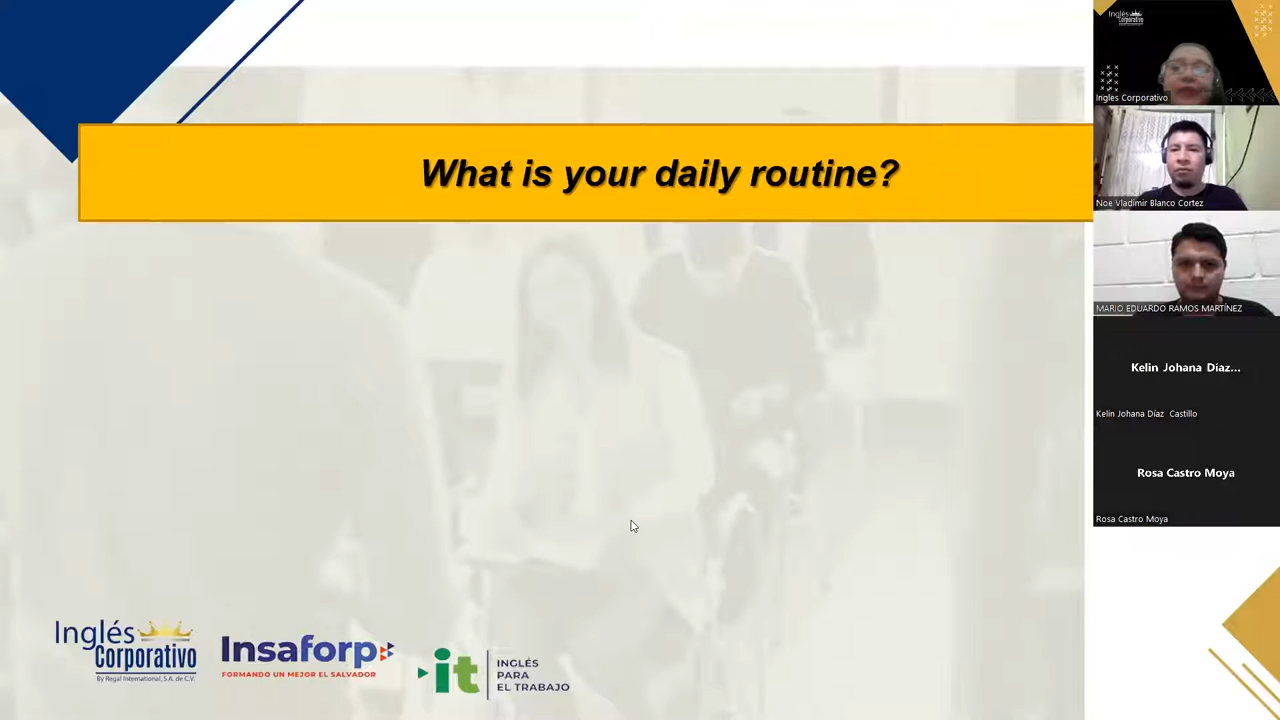 What is your daily routine?
Inglés
Corporativo
By Regal International, S.A. de C.V.
Insaforp
FORMANDO UN MEJOR EL SALVADOR
it
INGLÉS
PARA
EL TRABAJO
Inglés
Corporativo
Ingles Corporativo
Noe Vladimir Blanco Cortez
MARIO EDUARDO RAMOS MARTÍNEZ
Kelin Johana Díaz...
Kelin Johana Díaz Castillo
Rosa Castro Moya
Rosa Castro Moya